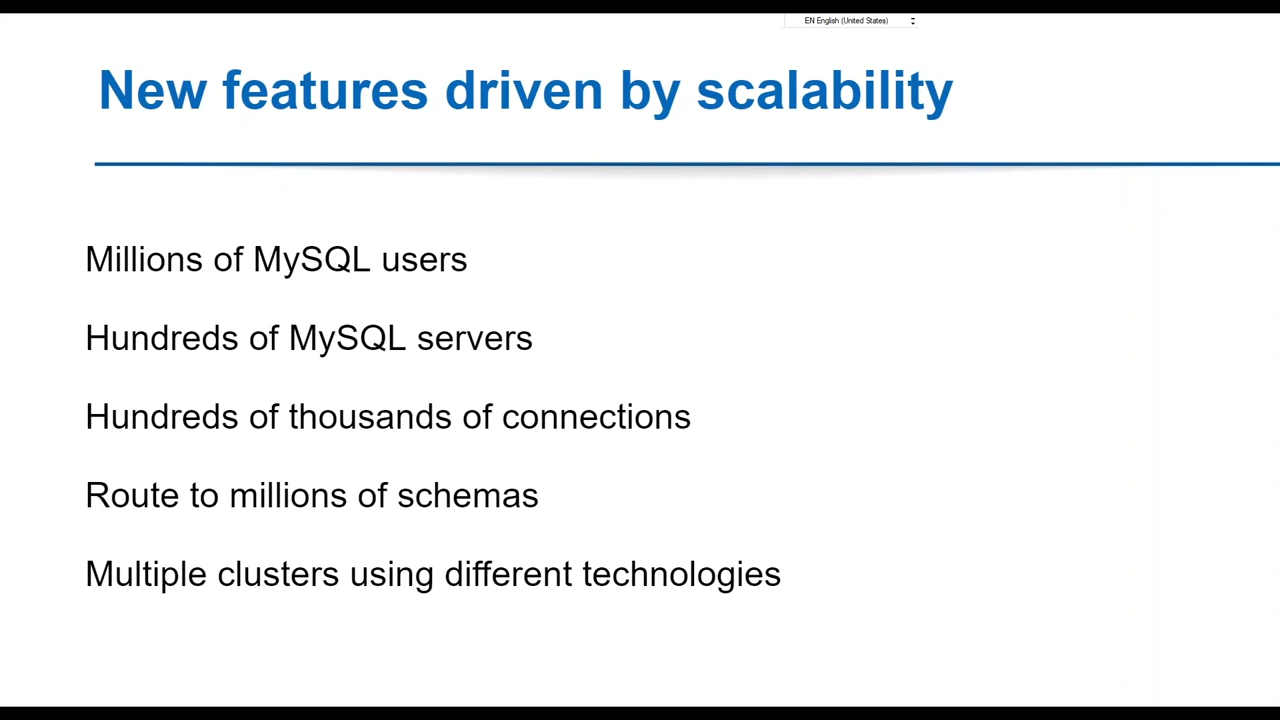 EN English (United States)
New features driven by scalability
Millions of MySQL users
Hundreds of MySQL servers
Hundreds of thousands of connections
Route to millions of schemas
Multiple clusters using different technologies